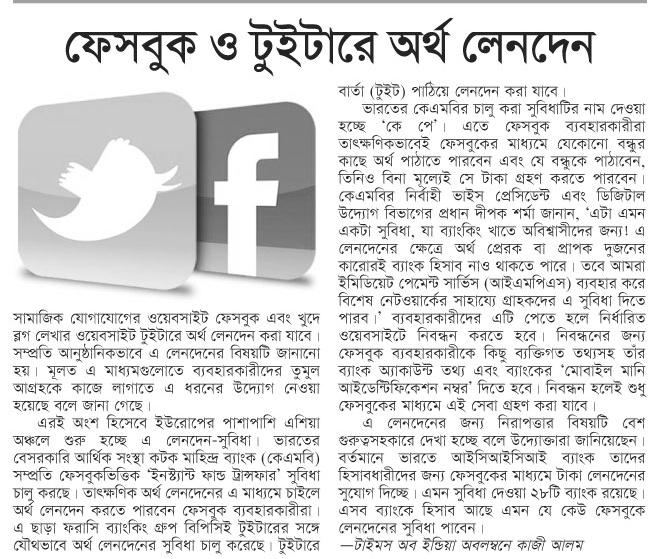 ফেসবুক ও টুইটারে অর্থ লেনদেন
সামাজিক যোগাযোগের ওয়েবসাইট ফেসবুক এবং খুদে
ব্লগ লেখার ওয়েবসাইট টুইটারে অর্থ লেনদেন করা যাবে।
সম্প্রতি আনুষ্ঠানিকভাবে এ লেনদেনের বিষয়টি জানানো
হয়। মূলত এ মাধ্যমগুলোতে ব্যবহারকারীদের তুমুল
আগ্রহকে কাজে লাগাতে এ ধরনের উদ্যোগ নেওয়া
হয়েছে বলে জানা গেছে।
এরই অংশ হিসেবে ইউরোপের পাশাপাশি এশিয়া
অঞ্চলে শুরু হচ্ছে এ লেনদেন-সুবিধা। ভারতের
বেসরকারি আর্থিক সংস্থা কটক মাহিন্দ্র ব্যাংক (কেএমবি)
সম্প্রতি ফেসবুকভিত্তিক ‘ইনস্ট্যান্ট ফান্ড ট্রান্সফার’ সুবিধা
চালু করছে। তাৎক্ষণিক অর্থ লেনদেনের এ মাধ্যমে চাইলে
অর্থ লেনদেন করতে পারবেন ফেসবুক ব্যবহারকারীরা।
এ ছাড়া ফরাসি ব্যাংকিং গ্রুপ বিপিসিই টুইটারের সঙ্গে
যৌথভাবে অর্থ লেনদেনের সুবিধা চালু করেছে। টুইটারে
বার্তা (টুইট) পাঠিয়ে লেনদেন করা যাবে।
ভারতের কেএমবির চালু করা সুবিধাটির নাম দেওয়া
হচ্ছে ‘কে পে’। এতে ফেসবুক ব্যবহারকারীরা
তাৎক্ষণিকভাবেই ফেসবুকের মাধ্যমে যেকোনো বন্ধুর
কাছে অর্থ পাঠাতে পারবেন এবং যে বন্ধুকে পাঠাবেন,
তিনিও বিনা মূল্যেই সে টাকা গ্রহণ করতে পারবেন।
কেএমবির নির্বাহী ভাইস প্রেসিডেন্ট এবং ডিজিটাল
উদ্যোগ বিভাগের প্রধান দীপক শর্মা জানান, ‘এটা এমন
একটা সুবিধা, যা ব্যাংকিং খাতে অবিশ্বাসীদের জন্য! এ
লেনদেনের ক্ষেত্রে অর্থ প্রেরক বা প্রাপক দুজনের
কারোরই ব্যাংক হিসাব নাও থাকতে পারে। তবে আমরা
ইমিডিয়েট পেমেন্ট সার্ভিস (আইএমপিএস) ব্যবহার করে
বিশেষ নেটওয়ার্কের সাহায্যে গ্রাহকদের এ সুবিধা দিতে
পারব।’ ব্যবহারকারীদের এটি পেতে হলে নির্ধারিত
ওয়েবসাইটে নিবন্ধন করতে হবে। নিবন্ধনের জন্য
ফেসবুক ব্যবহারকারীকে কিছু ব্যক্তিগত তথ্যসহ তাঁর
ব্যাংক অ্যাকাউন্ট তথ্য এবং ব্যাংকের ‘মোবাইল মানি
আইডেন্টিফিকেশন নম্বর’ দিতে হবে। নিবন্ধন হলেই শুধু
ফেসবুকের মাধ্যমে এই সেবা গ্রহণ করা যাবে।
এ লেনদেনের জন্য নিরাপত্তার বিষয়টি বেশ
গুরুত্বসহকারে দেখা হচ্ছে বলে উদ্যোক্তারা জানিয়েছেন।
বর্তমানে ভারতে আইসিআইসিআই ব্যাংক তাদের
হিসাবধারীদের জন্য ফেসবুকের মাধ্যমে টাকা লেনদেনের
সুযোগ দিচ্ছে। এমন সুবিধা দেওয়া ২৮টি ব্যাংক রয়েছে।
এসব ব্যাংকে হিসাব আছে এমন যে কেউ ফেসবুকে
লেনদেনের সুবিধা পাবেন।
—টাইমস অব ইন্ডিয়া অবলম্বনে কাজী আলম